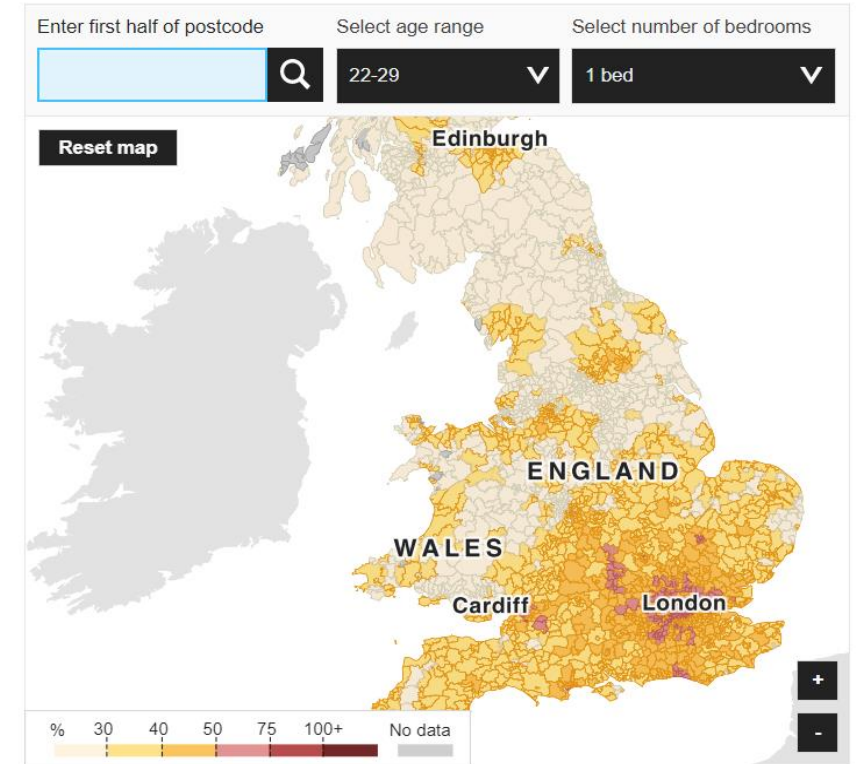 Enter first half of postcode
Select age range
Select number of bedrooms
22-29
1 bed
Reset map
Edinburgh
ENGLAND
WALES
Cardiff
London
+
-
% 30 40 50 75 100+ No data